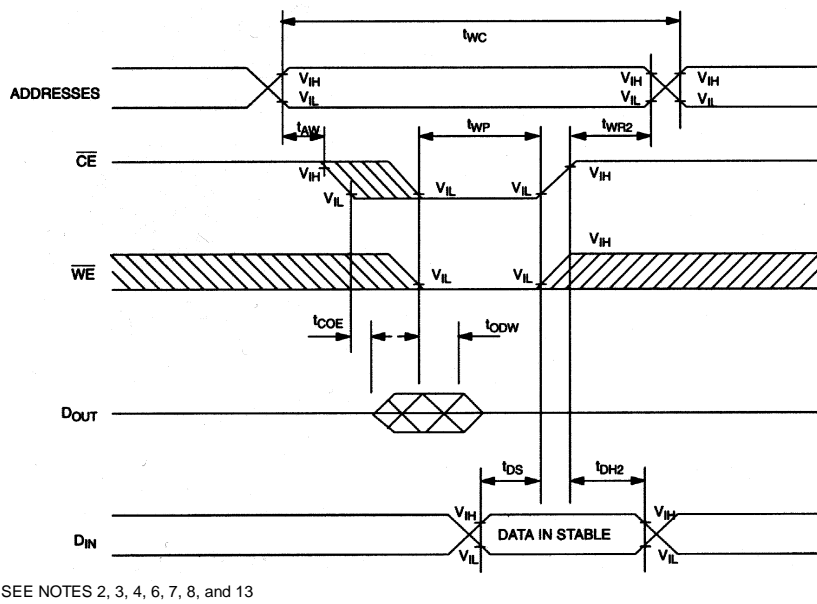 tWC
ADDRESSES
VIH
VIL
VIH
VIL
VIH
VIL
tAW
tWP
tWR2
CE
VIH
VIL
VIL
VIL
VIH
WE
VIL
VIL
VIH
tCOE
tODW
DOUT
tDS
tDH2
DIN
VIH
VIL
DATA IN STABLE
VIH
VIL
SEE NOTES 2, 3, 4, 6, 7, 8, and 13